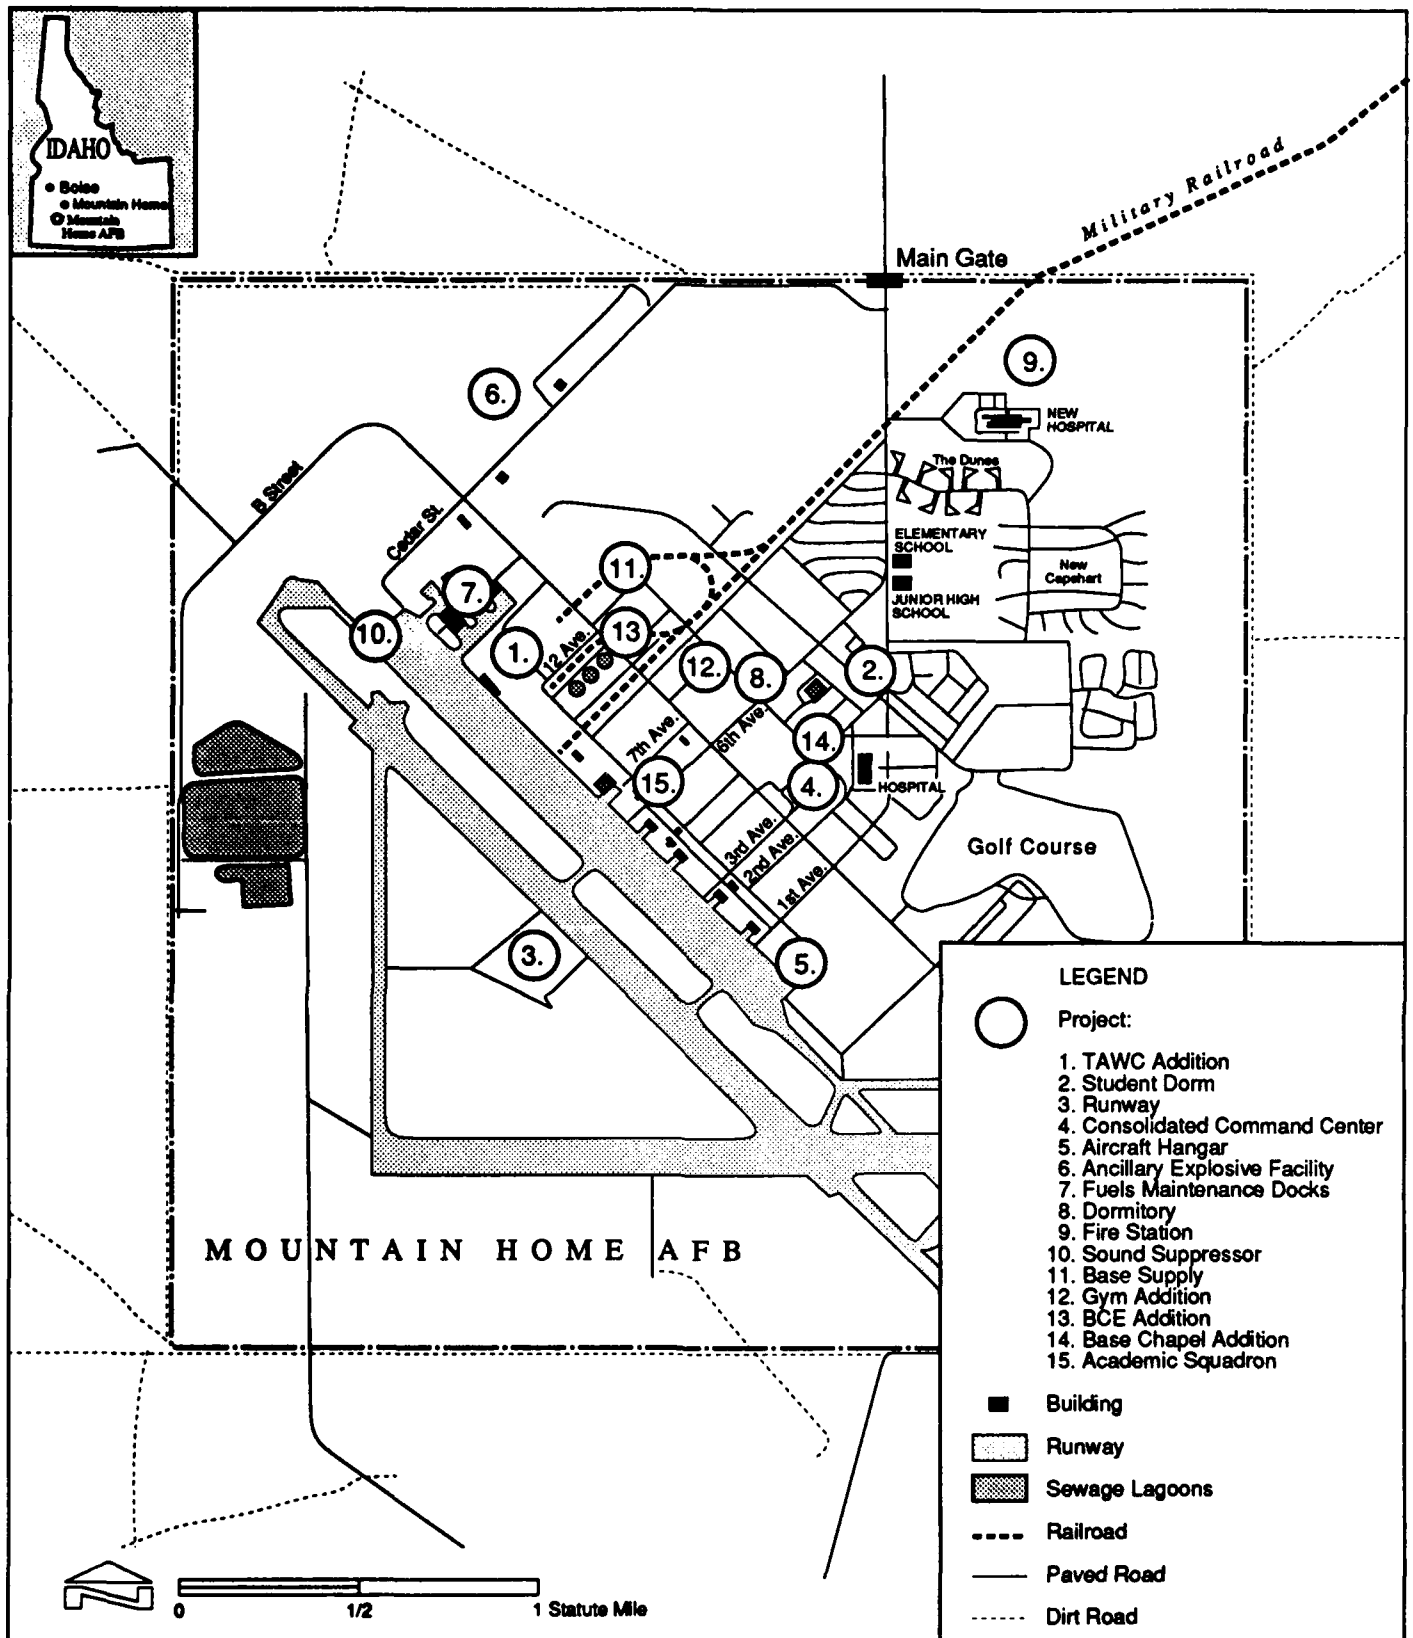 IDAHO
Boise
Mountain Home
Mountain
Home AFB
Military Railroad
Main Gate
9.
6.
NEW
HOSPITAL
B Street
The Dunes
Cedar St.
ELEMENTARY
SCHOOL
11.
New
Capehart
7.
JUNIOR HIGH
SCHOOL
10.
1.
12 Ave.
13
12.
8.
2.
7th Ave.
6th Ave.
14.
15.
4.
HOSPITAL
3rd Ave.
2nd Ave.
1st Ave.
Golf Course
3.
5.
LEGEND
Project:
1. TAWC Addition
2. Student Dorm
3. Runway
4. Consolidated Command Center
5. Aircraft Hangar
6. Ancillary Explosive Facility
7. Fuels Maintenance Docks
8. Dormitory
9. Fire Station
10. Sound Suppressor
11. Base Supply
12. Gym Addition
13. BCE Addition
14. Base Chapel Addition
15. Academic Squadron
Building
Runway
Sewage Lagoons
Railroad
Paved Road
Dirt Road
MOUNTAIN HOME AFB
0 1/2 1 Statute Mile